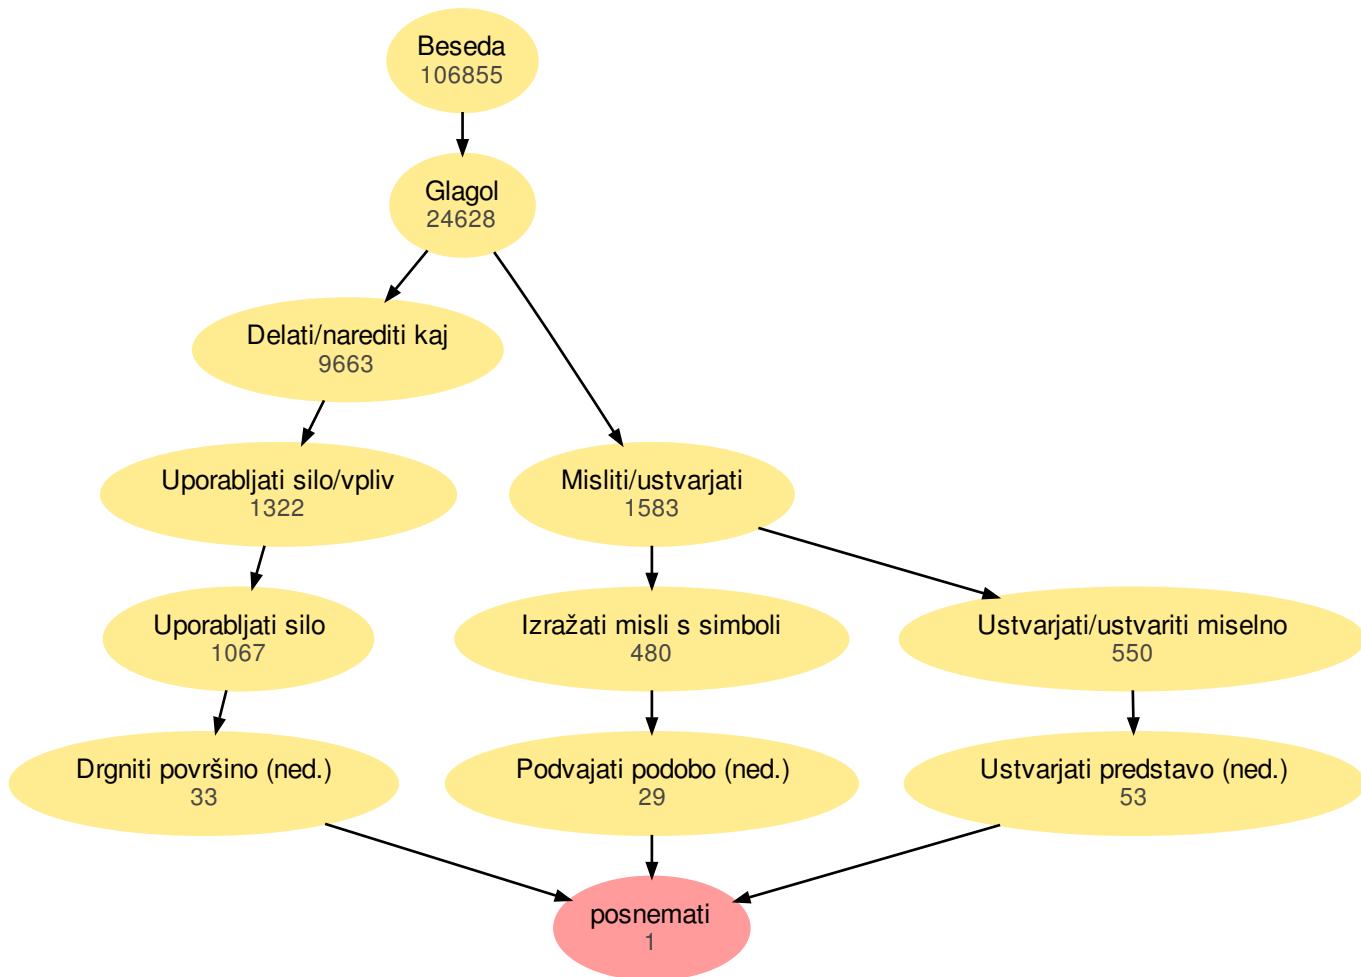 Beseda
106855
Glagol
24628
Delati/narediti kaj
9663
Uporabljati silo/vpliv
1322
Misliti/ustvarjati
1583
Uporabljati silo
1067
Izražati misli s simboli
480
Ustvarjati/ustvariti miselno
550
Drgniti površino (ned.)
33
Podvajati podobo (ned.)
29
Ustvarjati predstavo (ned.)
53
posnemati
1